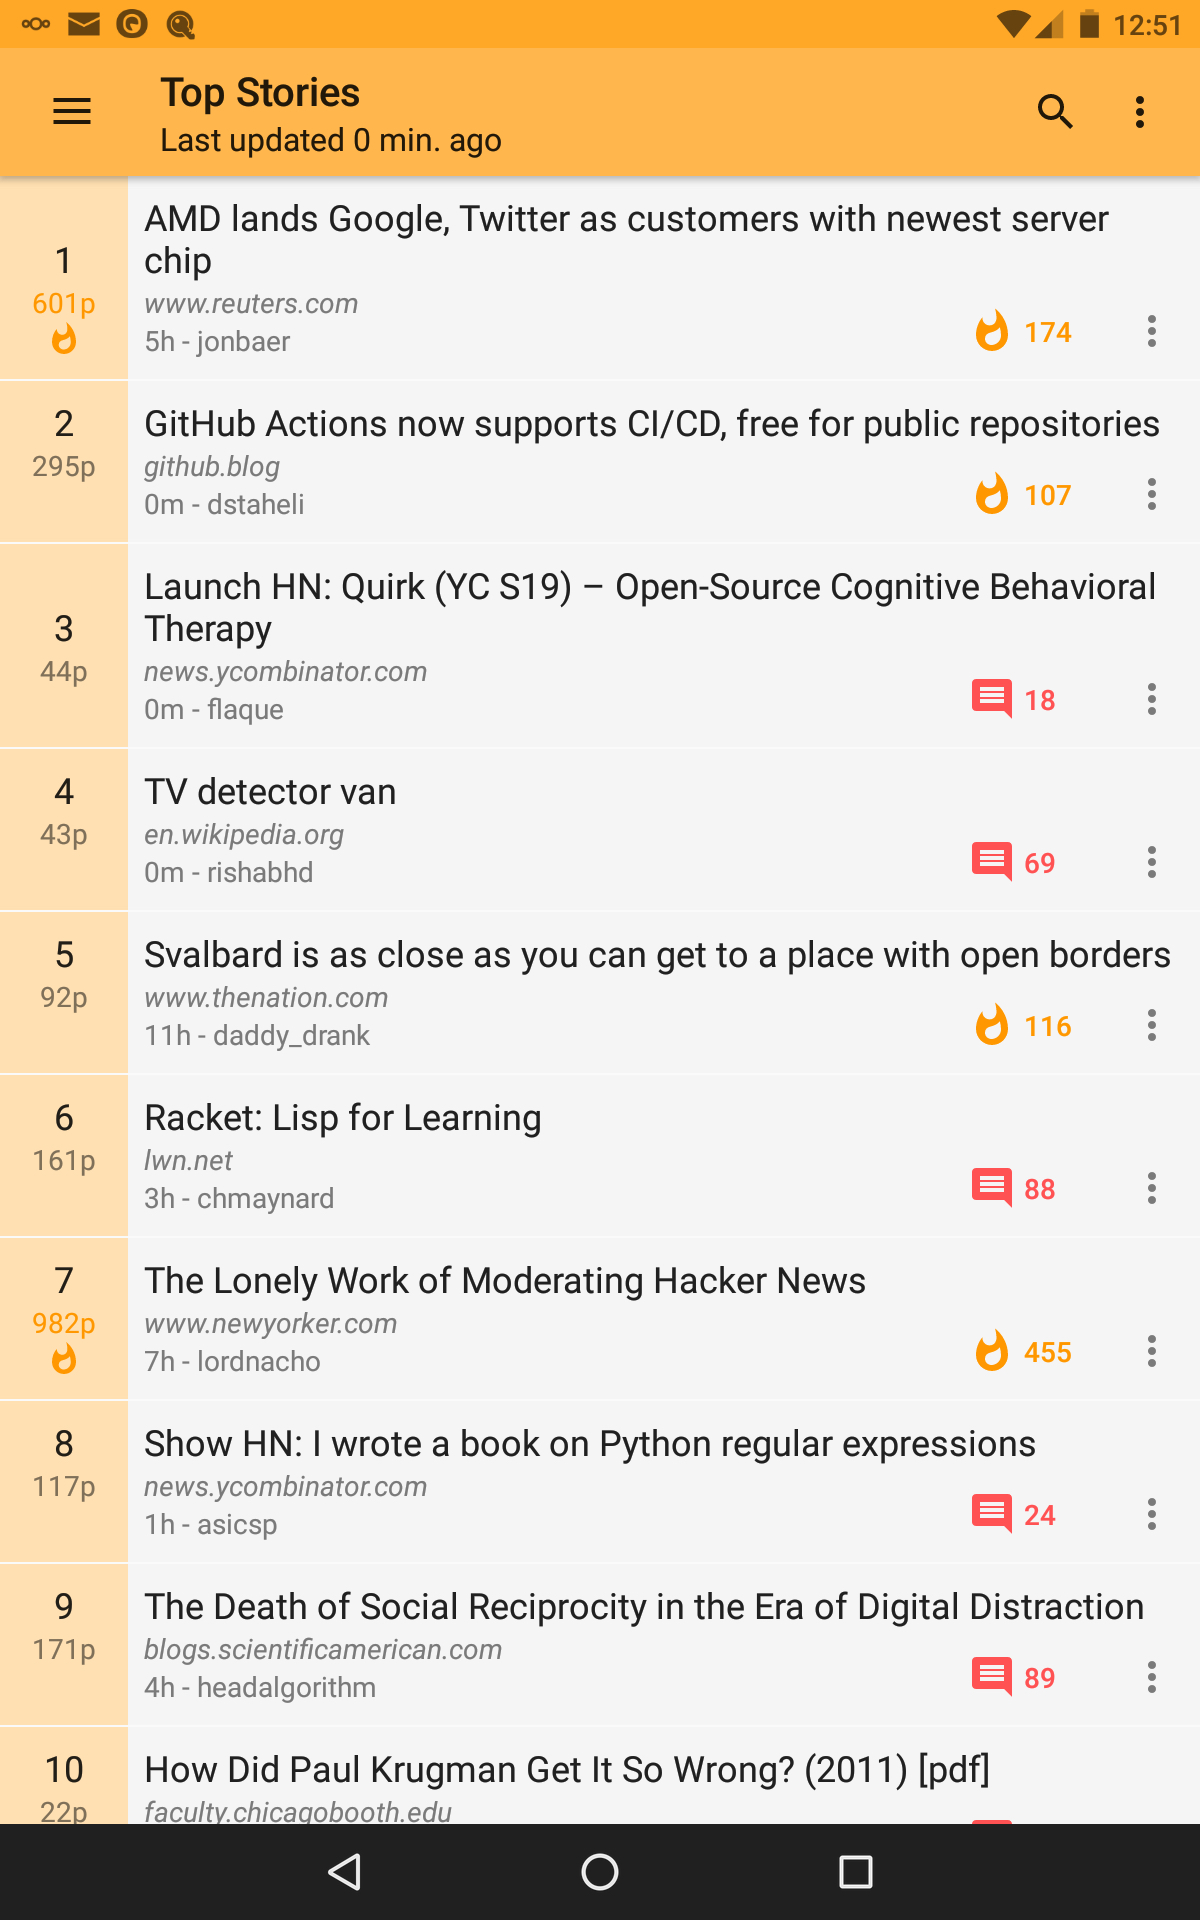 12:51
Top Stories
Last updated 0 min. ago
1
601p
AMD lands Google, Twitter as customers with newest server
chip
www.reuters.com
5h - jonbaer
174
2
295p
GitHub Actions now supports CI/CD, free for public repositories
github.blog
0m - dstaheli
107
3
44p
Launch HN: Quirk (YC S19) – Open-Source Cognitive Behavioral
Therapy
news.ycombinator.com
0m - flaque
18
4
43p
TV detector van
en.wikipedia.org
0m - rishabhd
69
5
92p
Svalbard is as close as you can get to a place with open borders
www.thenation.com
11h - daddy_drank
116
6
161p
Racket: Lisp for Learning
lwn.net
3h - chmaynard
88
7
982p
The Lonely Work of Moderating Hacker News
www.newyorker.com
7h - lordnacho
455
8
117p
Show HN: I wrote a book on Python regular expressions
news.ycombinator.com
1h - asicsp
24
9
171p
The Death of Social Reciprocity in the Era of Digital Distraction
blogs.scientificamerican.com
4h - headalgorithm
89
10
22p
How Did Paul Krugman Get It So Wrong? (2011) [pdf]
faculty.chicagobooth.edu